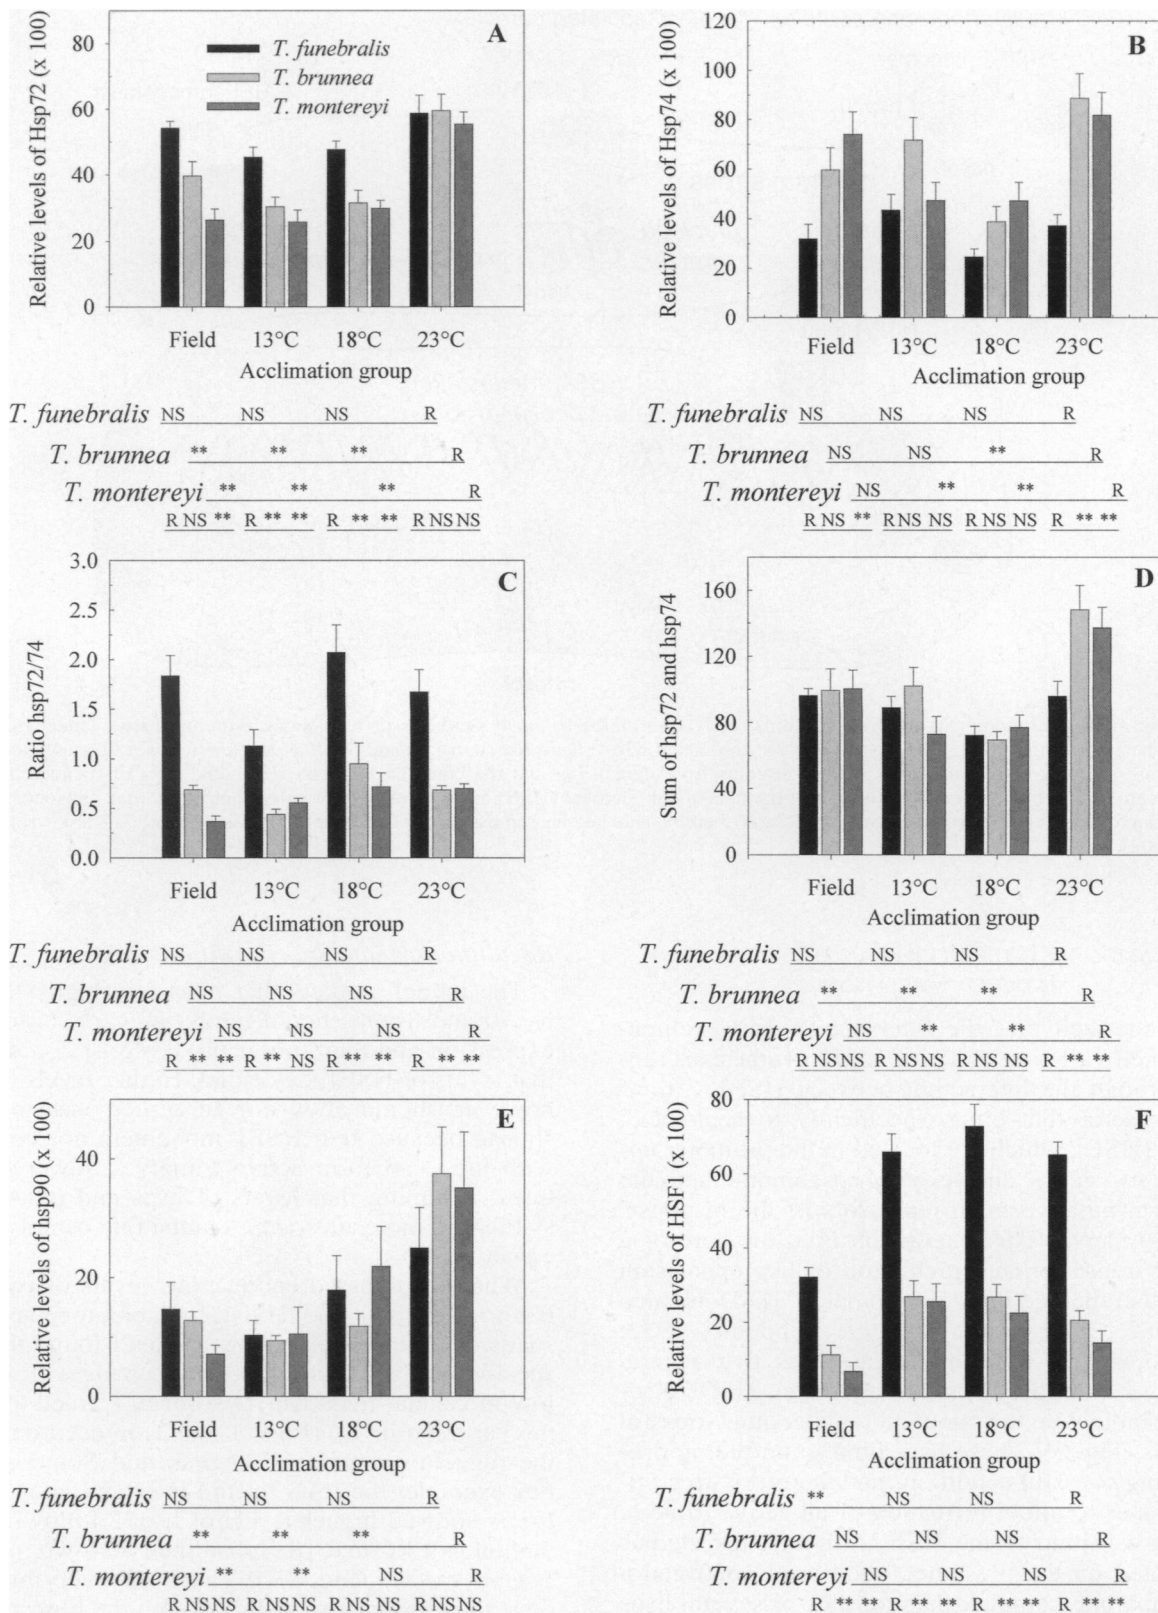 A
Relative levels of Hsp72 (x 100)
80
60
40
20
0
T. funebralis
T. brunnea
T. montereyi
Field 13°C 18°C 23°C
Acclimation group
T. funebralis NS NS NS R
T. brunnea ** ** ** R
T. montereyi ** ** ** R
R NS ** R ** ** R ** ** R NS NS
B
Relative levels of Hsp74 (x 100)
120
100
80
60
40
20
0
Field 13°C 18°C 23°C
Acclimation group
T. funebralis NS NS NS R
T. brunnea NS NS ** R
T. montereyi NS ** ** R
R NS ** R NS NS R NS NS R ** **
C
Ratio hsp72/74
3.0
2.5
2.0
1.5
1.0
0.5
0.0
Field 13°C 18°C 23°C
Acclimation group
T. funebralis NS NS NS R
T. brunnea NS NS NS R
T. montereyi NS NS NS R
R ** ** R ** NS R ** ** R ** **
D
Sum of hsp72 and hsp74
160
120
80
40
0
Field 13°C 18°C 23°C
Acclimation group
T. funebralis NS NS NS R
T. brunnea ** ** ** R
T. montereyi NS ** ** R
R NS NS R NS NS R NS NS R ** **
E
Relative levels of hsp90 (x 100)
40
20
0
Field 13°C 18°C 23°C
Acclimation group
T. funebralis NS NS NS R
T. brunnea ** ** ** R
T. montereyi ** ** NS R
R NS NS R NS NS R NS NS R NS NS
F
Relative levels of HSF1 (x 100)
80
60
40
20
0
Field 13°C 18°C 23°C
Acclimation group
T. funebralis ** NS NS R
T. brunnea NS NS NS R
T. montereyi NS NS NS R
R ** ** R ** ** R ** ** R ** **